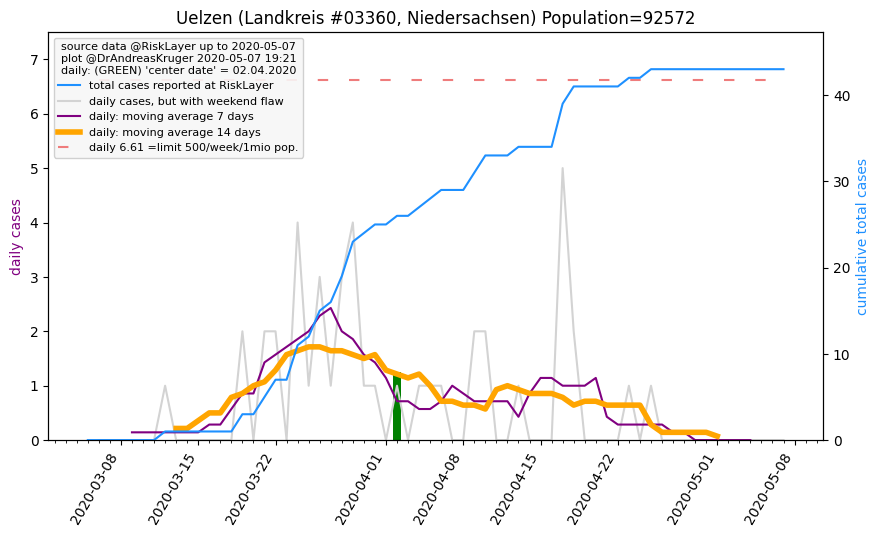 Uelzen (Landkreis #03360, Niedersachsen) Population=92572
source data @RiskLayer up to 2020-05-07
plot @DrAndreasKruger 2020-05-07 19:21
daily: (GREEN) 'center date' = 02.04.2020
total cases reported at RiskLayer
daily cases, but with weekend flaw
daily: moving average 7 days
daily: moving average 14 days
daily 6.61 =limit 500/week/1mio pop.
daily cases
7
6
5
4
3
2
1
0
cumulative total cases
40
30
20
10
0
2020-03-08
2020-03-15
2020-03-22
2020-04-01
2020-04-08
2020-04-15
2020-04-22
2020-05-01
2020-05-08